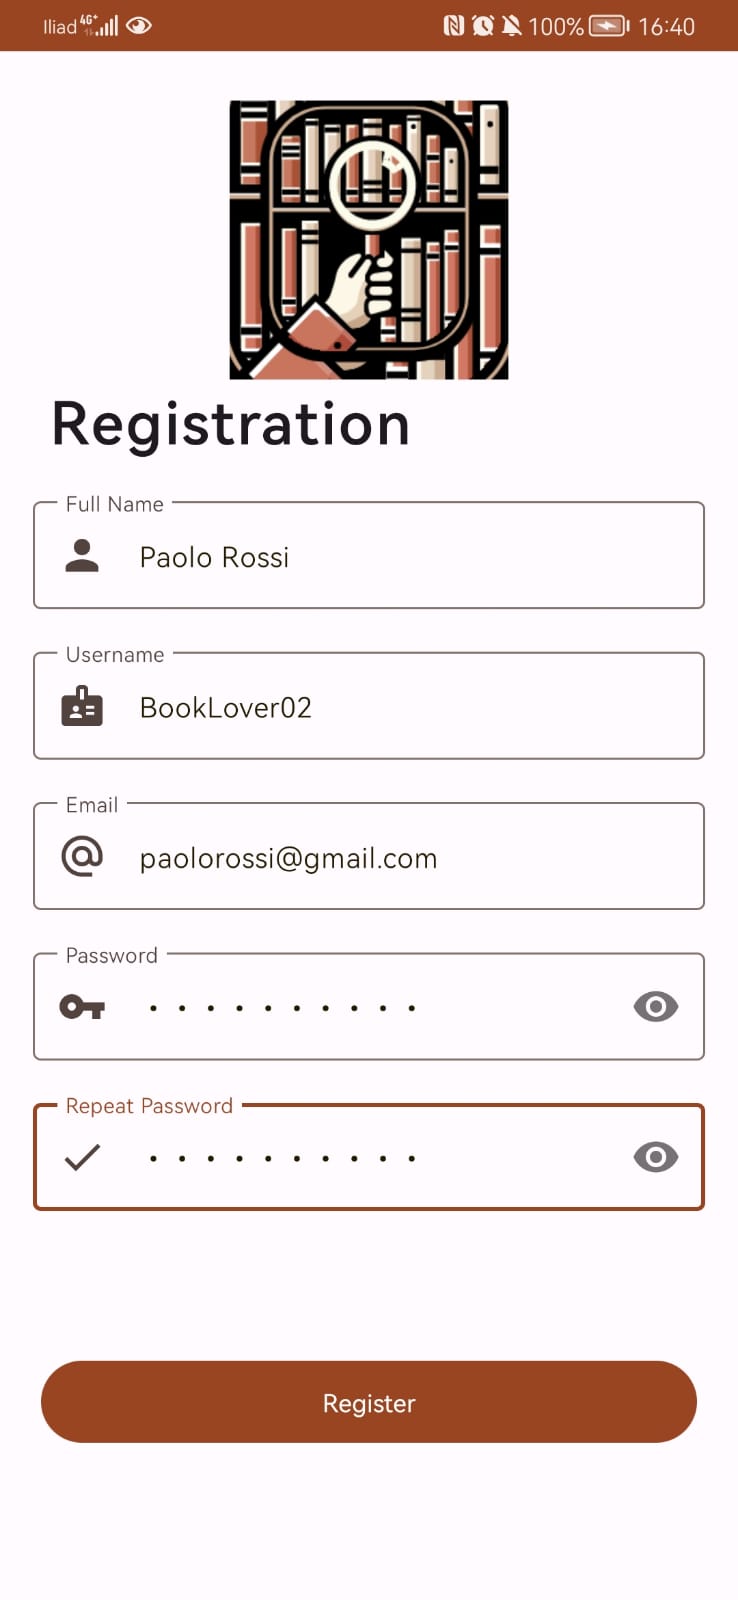 Iliad 4G+ 100% 16:40
Registration
Full Name
Paolo Rossi
Username
BookLover02
Email
paolorossi@gmail.com
Password
• • • • • • • • • •
Repeat Password
• • • • • • • • • •
Register